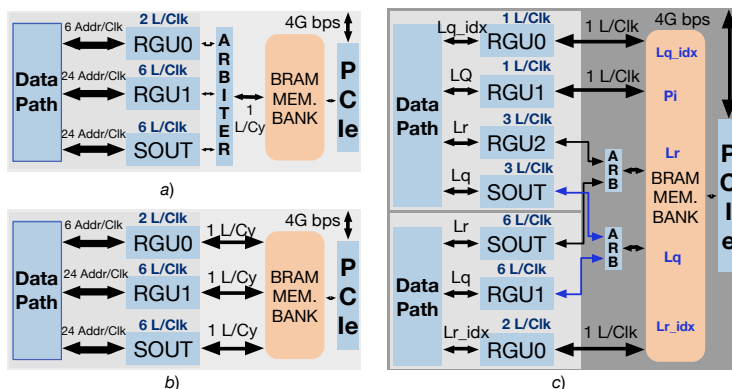 2 L/Clk
6 Addr/Clk
RGU0
4G bps
6 L/Clk
24 Addr/Clk
RGU1
Data Path
A R B I T E R
1 L/Cy
BRAM MEM. BANK
P CIe
6 L/Clk
24 Addr/Clk
SOUT
a)
2 L/Clk
6 Addr/Clk
RGU0
1 L/Cy
4G bps
6 L/Clk
24 Addr/Clk
RGU1
1 L/Cy
Data Path
BRAM MEM. BANK
P CIe
6 L/Clk
24 Addr/Clk
SOUT
1 L/Cy
b)
1 L/Clk
Lq_idx
RGU0
1 L/Clk
4G bps
Lq_idx
1 L/Clk
LQ
RGU1
1 L/Clk
Pi
Data Path
3 L/Clk
Lr
RGU2
A R B
Lr
3 L/Clk
Lq
SOUT
BRAM MEM. BANK
P C I e
6 L/Clk
Lr
SOUT
A R B
Lq
6 L/Clk
Lq
RGU1
Data Path
2 L/Clk
Lr_idx
RGU0
1 L/Clk
Lr_idx
c)